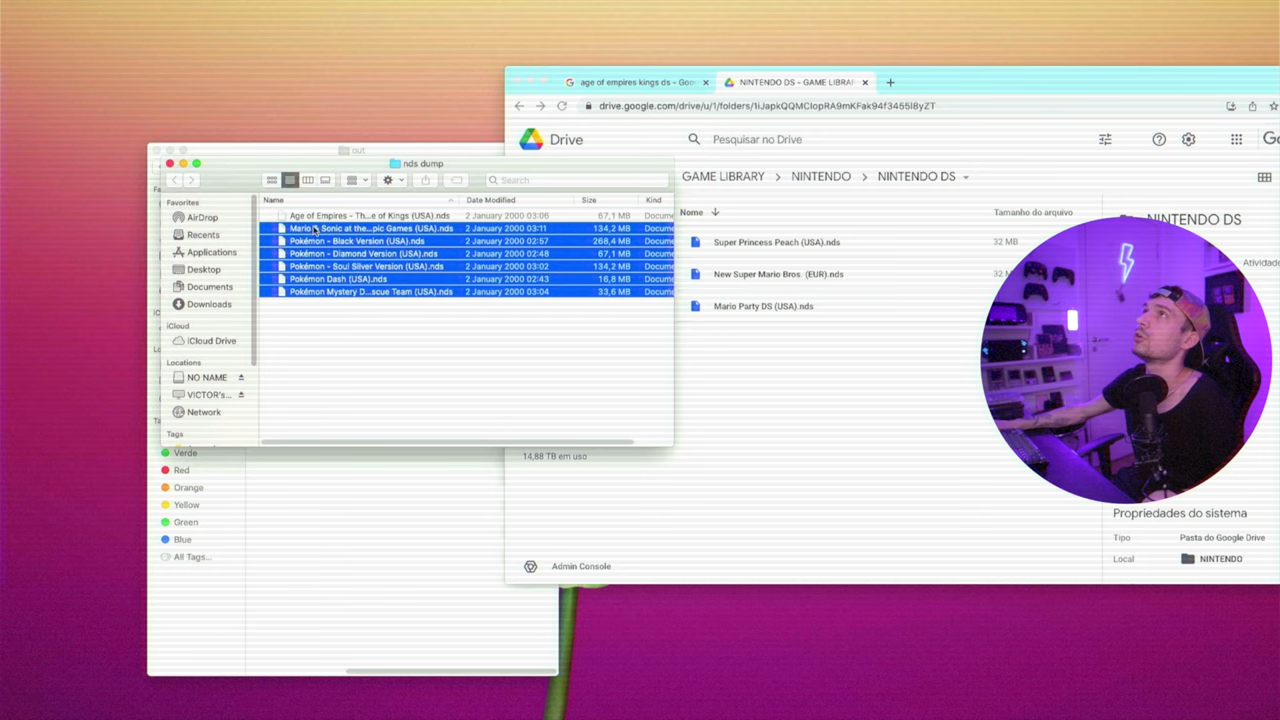 age of empires kings ds - Goo
NINTENDO DS - GAME LIBRAR
drive.google.com/drive/u/1/folders/1iJapkQQMCIopRA9mKFak94f3455I8yZT
Drive
Pesquisar no Drive
out
nds dump
Search
GAME LIBRARY
NINTENDO
NINTENDO DS
Favorites
AirDrop
Recents
Applications
Desktop
Documents
Downloads
iCloud
iCloud Drive
Locations
NO NAME
VICTOR's...
Network
Tags
Name Date Modified Size Kind
Age of Empires - Th...e of Kings (USA).nds 2 January 2000 03:06 67,1 MB Docume
Mario Sonic at the...pic Games (USA).nds 2 January 2000 03:11 134,2 MB Docume
Pokémon - Black Version (USA).nds 2 January 2000 02:57 268,4 MB Docume
Pokémon - Diamond Version (USA).nds 2 January 2000 02:48 67,1 MB Docume
Pokémon - Soul Silver Version (USA).nds 2 January 2000 03:02 134,2 MB Docume
Pokémon Dash (USA).nds 2 January 2000 02:43 16,8 MB Docume
Pokémon Mystery D...scue Team (USA).nds 2 January 2000 03:04 33,6 MB Docume
Nome Tamanho do arquivo
Super Princess Peach (USA).nds 32 MB
New Super Mario Bros. (EUR).nds 32
Mario Party DS (USA).nds
NINTENDO DS
Atividad
Verde
Red
Orange
Yellow
Green
Blue
All Tags...
14,88 TB em uso
Admin Console
Propriedades do sistema
Tipo Pasta do Google Drive
Local NINTENDO